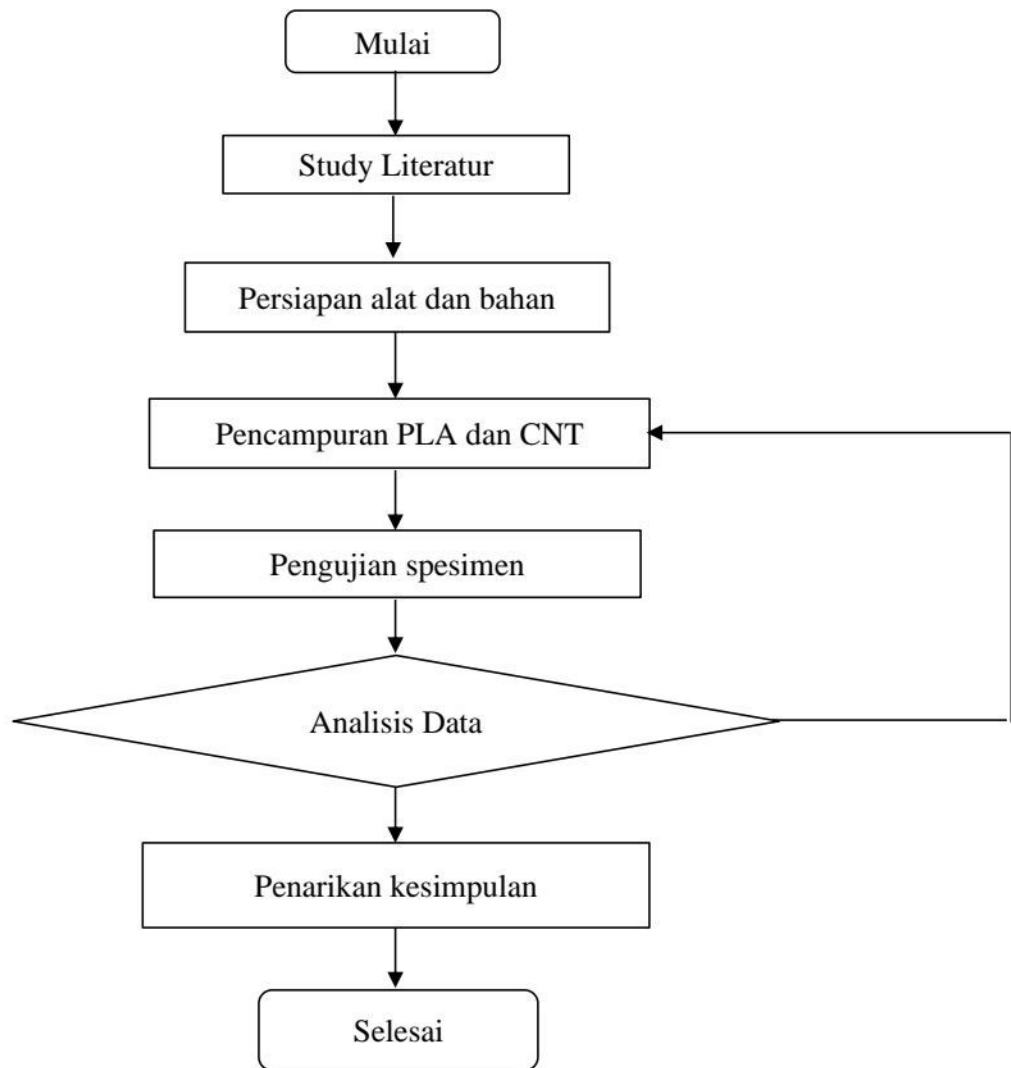 Mulai
Study Literatur
Persiapan alat dan bahan
Pencampuran PLA dan CNT
Pengujian spesimen
Analisis Data
Penarikan kesimpulan
Selesai